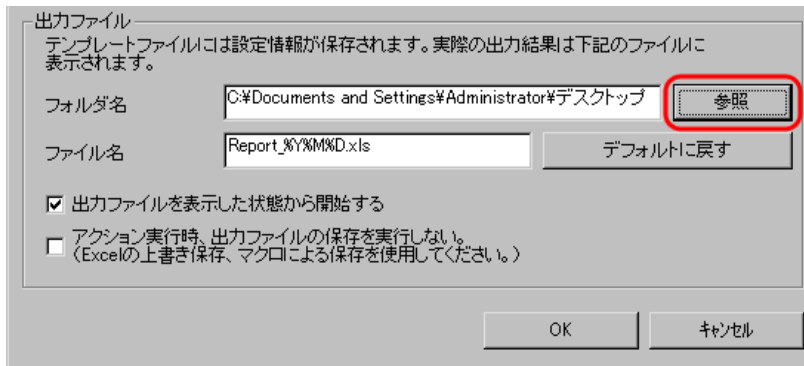 出力ファイル
テンプレートファイルには設定情報が保存されます。実際の出力結果は下記のファイルに
表示されます。
フォルダ名
C:¥Documents and Settings¥Administrator¥デスクトップ
参照
ファイル名
Report_%Y%M%D.xls
デフォルトに戻す
出力ファイルを表示した状態から開始する
アクション実行時、出力ファイルの保存を実行しない。
（Excelの上書き保存、マクロによる保存を使用してください。）
OK
キャンセル